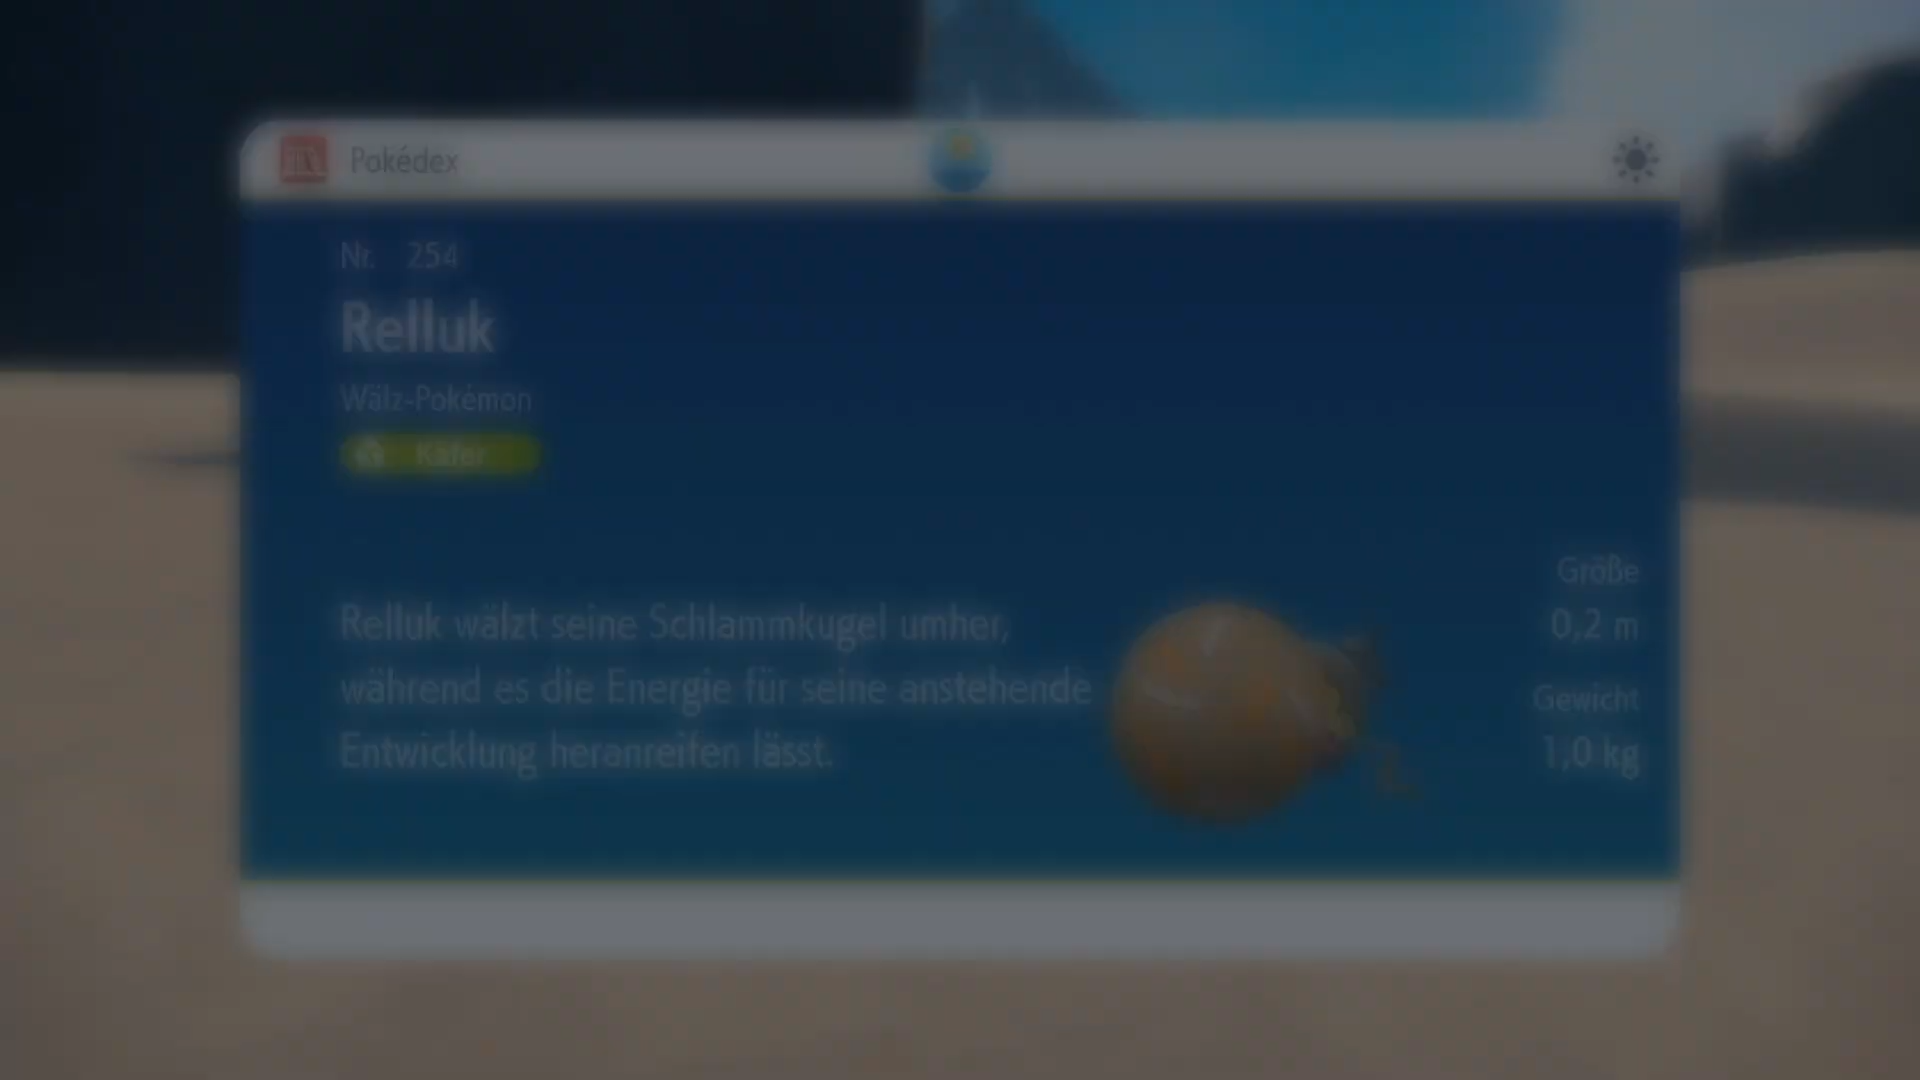 Pokédex
Nr. 254
Relluk
Wälz-Pokémon
Käfer
Größe
0,2 m
Gewicht
1,0 kg
Relluk wälzt seine Schlammkugel umher,
während es die Energie für seine anstehende
Entwicklung heranreifen lässt.